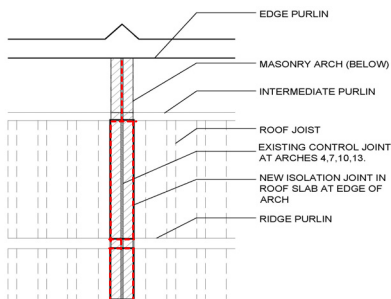 EDGE PURLIN
MASONRY ARCH (BELOW)
INTERMEDIATE PURLIN
ROOF JOIST
EXISTING CONTROL JOINT
AT ARCHES 4,7,10,13.
NEW ISOLATION JOINT IN
ROOF SLAB AT EDGE OF
ARCH
RIDGE PURLIN